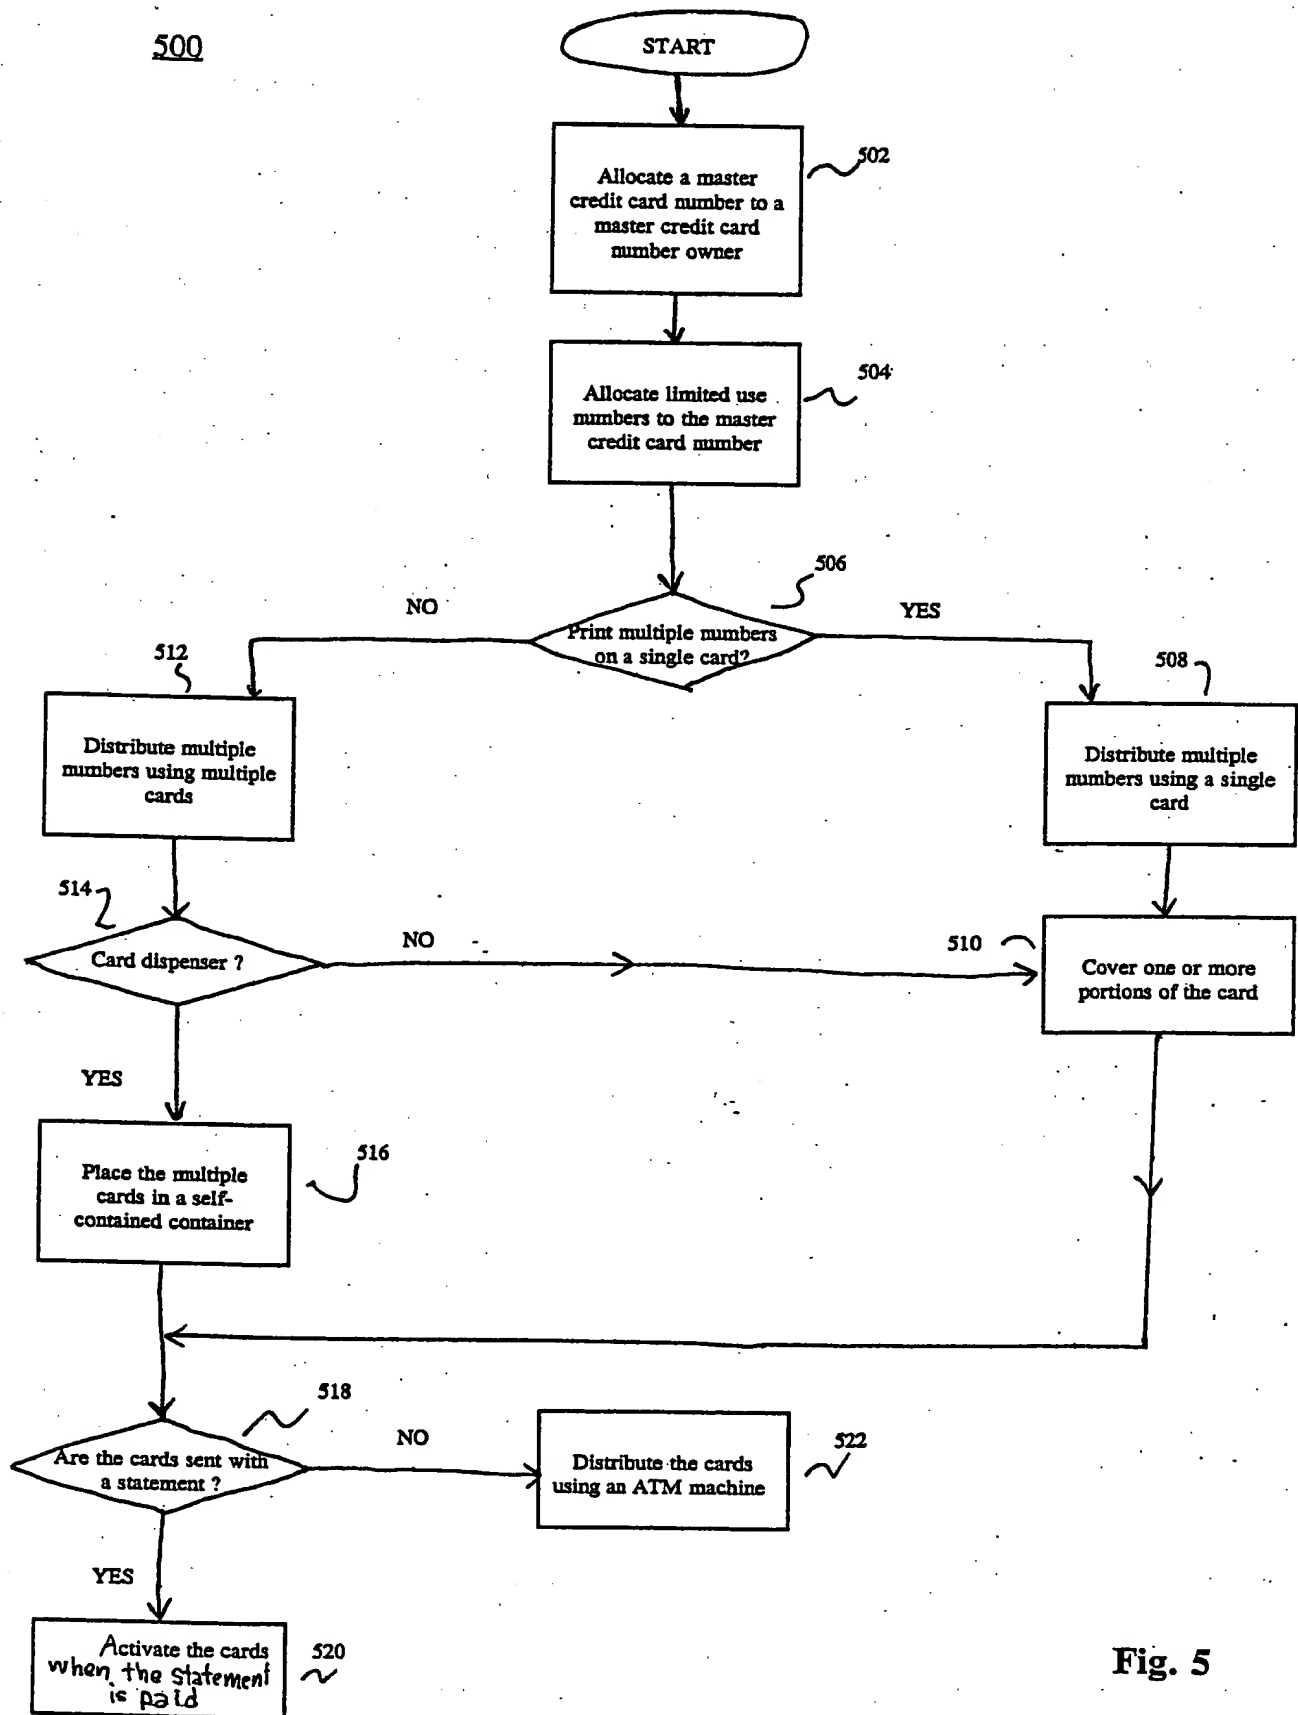 500
START
502
Allocate a master
credit card number to a
master credit card
number owner
504
Allocate limited use
numbers to the master
credit card number
506
NO
YES
Print multiple numbers
on a single card?
512
508
Distribute multiple
numbers using multiple
cards
Distribute multiple
numbers using a single
card
514
Card dispenser ?
NO
510
Cover one or more
portions of the card
YES
516
Place the multiple
cards in a self-
contained container
518
Are the cards sent with
a statement ?
NO
Distribute the cards
using an ATM machine
522
YES
Activate the cards
when the statement
is paid
520
Fig. 5